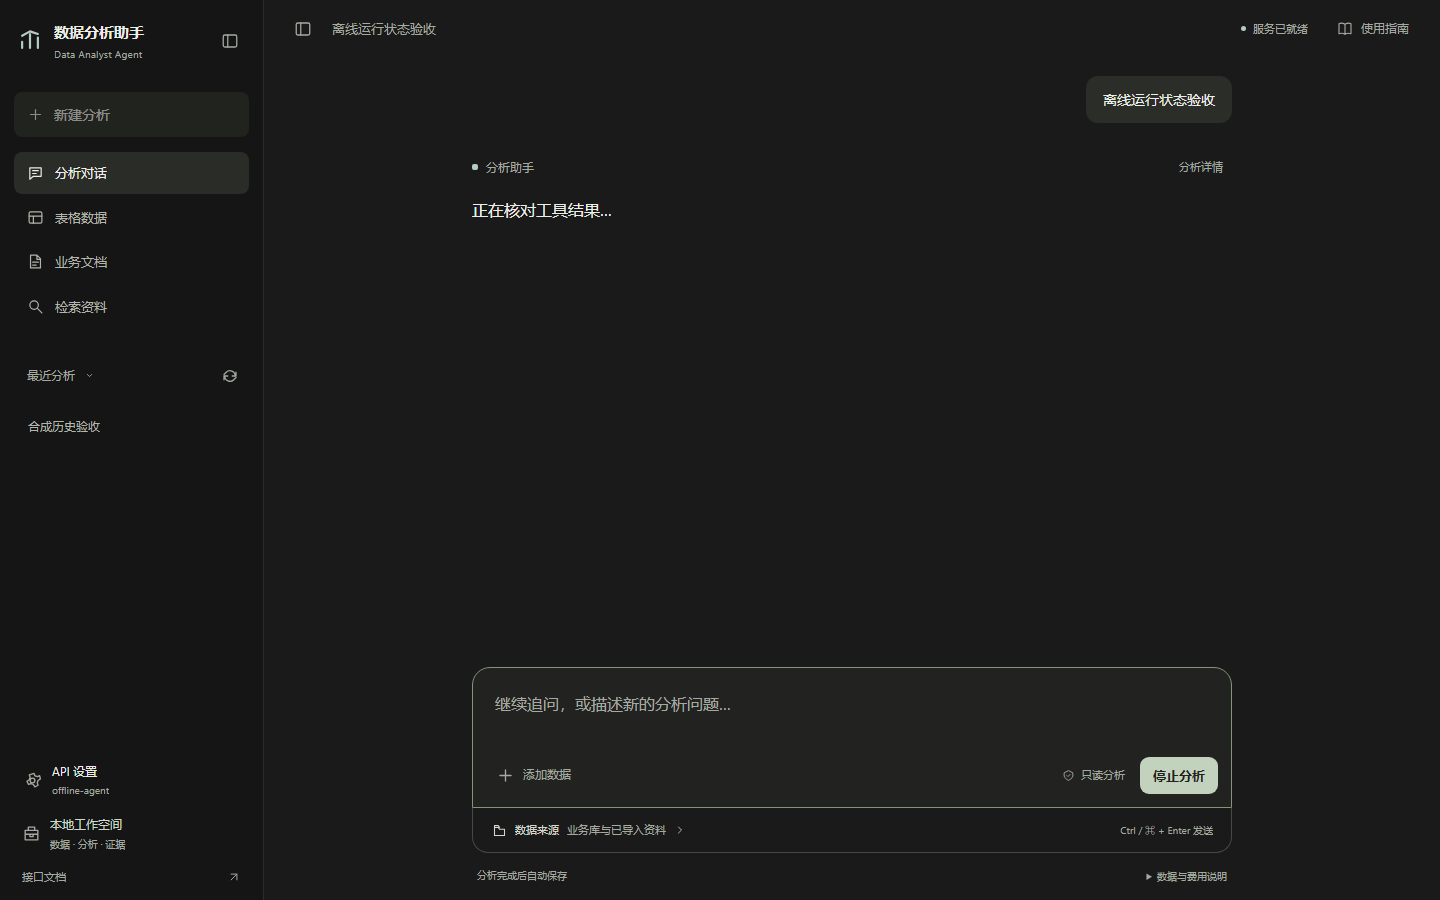 数据分析助手
Data Analyst Agent
新建分析
分析对话
表格数据
业务文档
检索资料
最近分析
合成历史验收
API 设置
offline-agent
本地工作空间
数据 · 分析 · 证据
接口文档
离线运行状态验收
服务已就绪
使用指南
离线运行状态验收
分析助手
分析详情
正在核对工具结果...
继续追问，或描述新的分析问题...
添加数据
只读分析
停止分析
数据来源 业务库与已导入资料
Ctrl / ⌘ + Enter 发送
分析完成后自动保存
数据与费用说明